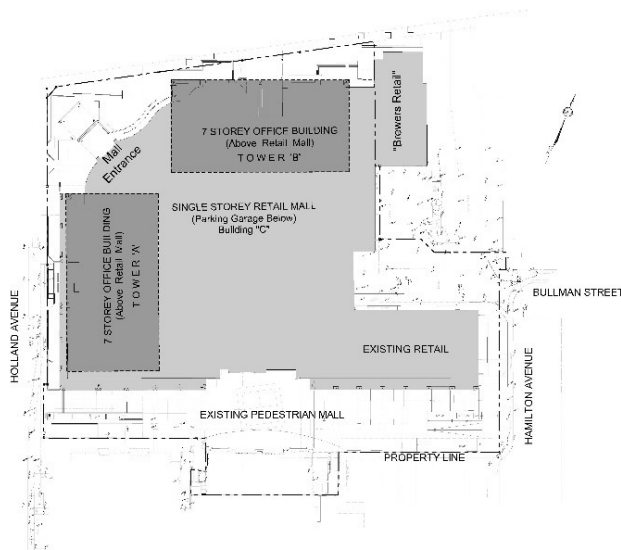 "Browers Retail"
7 STOREY OFFICE BUILDING
(Above Retail Mall)
TOWER 'B'
Mall
Entrance
SINGLE STOREY RETAIL MALL
(Parking Garage Below)
Building "C"
7 STOREY OFFICE BUILDING
(Above Retail Mall)
TOWER 'A'
HOLLAND AVENUE
BULLMAN STREET
EXISTING RETAIL
HAMILTON AVENUE
EXISTING PEDESTRIAN MALL
PROPERTY LINE